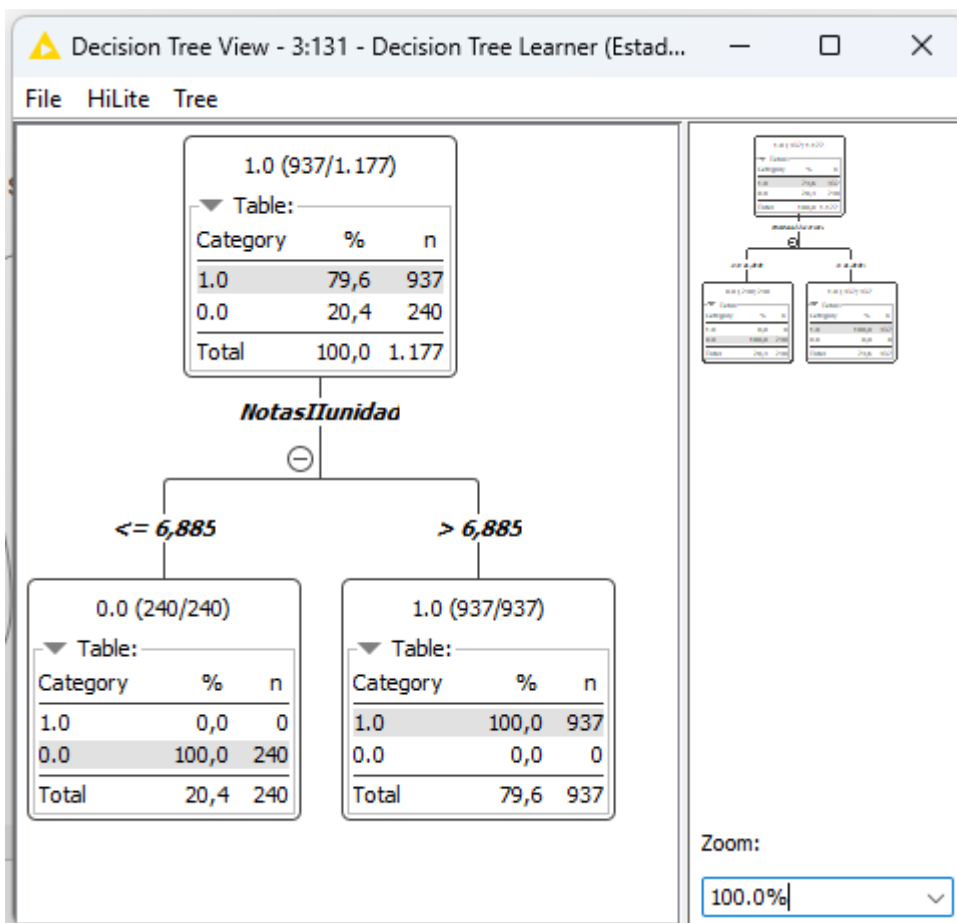 Decision Tree View - 3:131 - Decision Tree Learner (Estad...
File HiLite Tree
1.0 (937/1.177)
Table:
Category % n
1.0 79,6 937
0.0 20,4 240
Total 100,0 1.177
NotasIIunidad
<= 6,885 > 6,885
0.0 (240/240)
Table:
Category % n
1.0 0,0 0
0.0 100,0 240
Total 20,4 240
1.0 (937/937)
Table:
Category % n
1.0 100,0 937
0.0 0,0 0
Total 79,6 937
Zoom:
100.0%